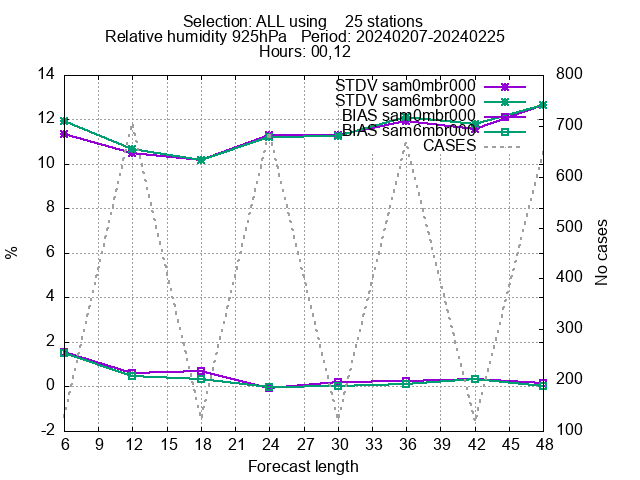 Selection: ALL using    25 stations
Relative humidity 925hPa   Period: 20240207-20240225
Hours: 00,12
STDV sam0mbr000
STDV sam6mbr000
BIAS sam0mbr000
BIAS sam6mbr000
CASES
14
12
10
8
6
4
2
0
-2
%
800
700
600
500
400
300
200
100
No cases
6 9 12 15 18 21 24 27 30 33 36 39 42 45 48
Forecast length